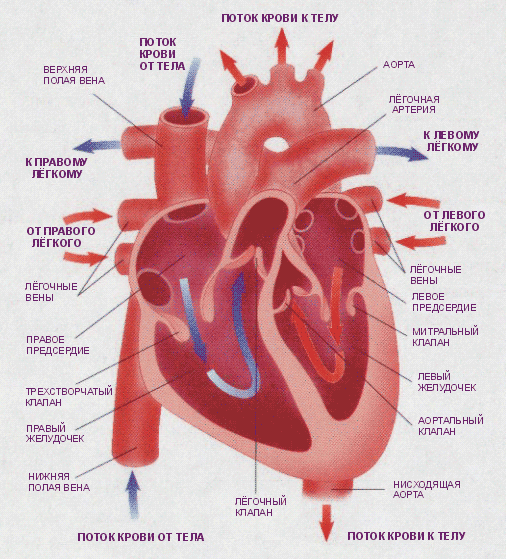 ПОТОК КРОВИ К ТЕЛУ
ПОТОК
КРОВИ
ОТ ТЕЛА
ВЕРХНЯЯ
ПОЛАЯ ВЕНА
АОРТА
ЛЁГОЧНАЯ
АРТЕРИЯ
К ПРАВОМУ
ЛЁГКОМУ
К ЛЕВОМУ
ЛЁГКОМУ
ОТ ПРАВОГО
ЛЁГКОГО
ОТ ЛЕВОГО
ЛЁГКОГО
ЛЁГОЧНЫЕ
ВЕНЫ
ЛЁГОЧНЫЕ
ВЕНЫ
ЛЕВОЕ
ПРЕДСЕРДИЕ
ПРАВОЕ
ПРЕДСЕРДИЕ
МИТРАЛЬНЫЙ
КЛАПАН
ТРЕХСТВОРЧАТЫЙ
КЛАПАН
ЛЕВЫЙ
ЖЕЛУДОЧЕК
ПРАВЫЙ
ЖЕЛУДОЧЕК
АОРТАЛЬНЫЙ
КЛАПАН
НИЖНЯЯ
ПОЛАЯ ВЕНА
ЛЁГОЧНЫЙ
КЛАПАН
НИСХОДЯЩАЯ
АОРТА
ПОТОК КРОВИ ОТ ТЕЛА
ПОТОК КРОВИ К ТЕЛУ